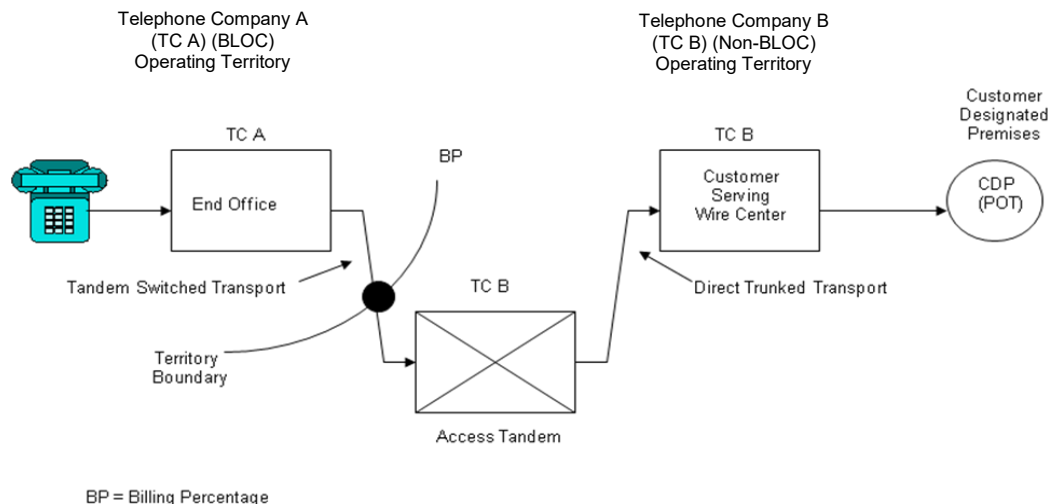 Telephone Company A
(TC A) (BLOC)
Operating Territory
Telephone Company B
(TC B) (Non-BLOC)
Operating Territory
Customer
Designated
Premises
TC A
BP
TC B
End Office
Customer
Serving
Wire Center
CDP
(POT)
Tandem Switched Transport
TC B
Direct Trunked Transport
Territory
Boundary
Access Tandem
BP = Billing Percentage